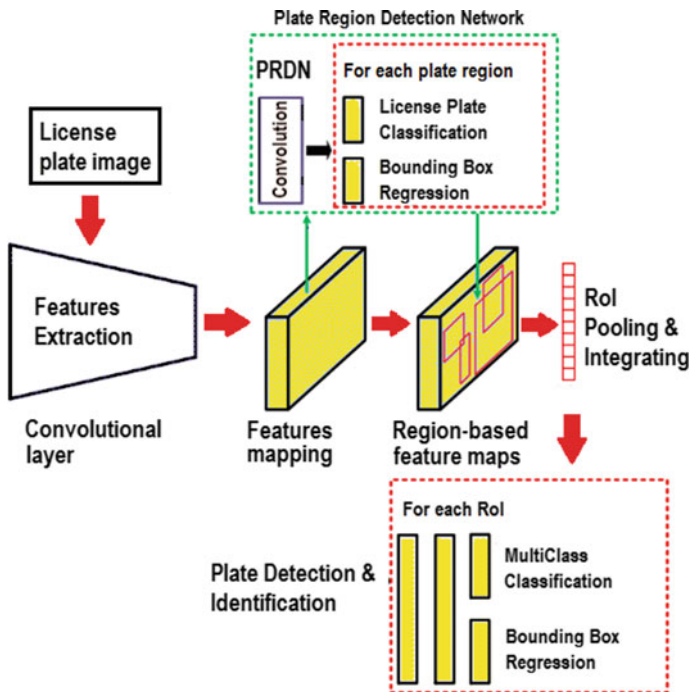 Plate Region Detection Network
PRDN
Convolution
For each plate region
License Plate
Classification
Bounding Box
Regression
License
plate image
Features
Extraction
Convolutional
layer
Features
mapping
Region-based
feature maps
RoI
Pooling &
Integrating
Plate Detection &
Identification
For each RoI
MultiClass
Classification
Bounding Box
Regression